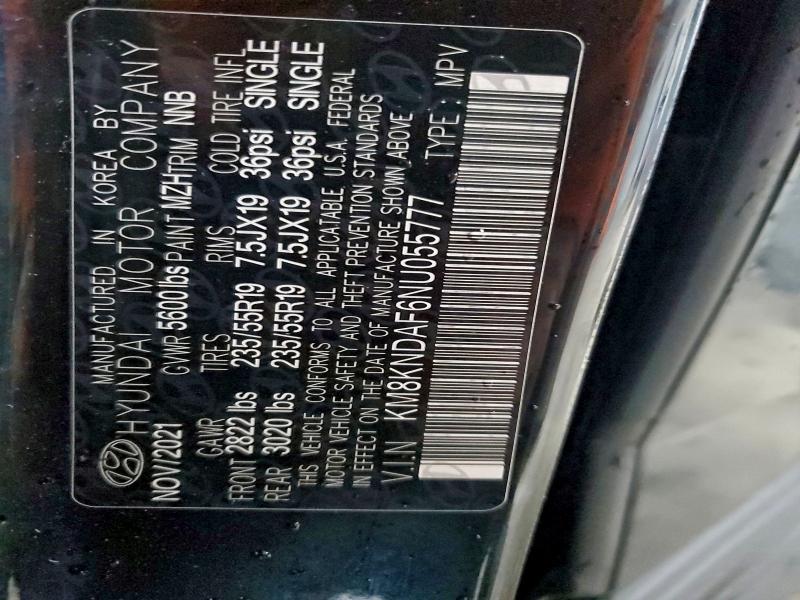 MANUFACTURED IN KOREA BY
HYUNDAI MOTOR COMPANY
NOV/2021 GVWR 5600lbs PAINT MZH TRIM NNB
GAWR TIRES RMS COLD TIRE INFL
FRONT 2822 lbs 235/55R19 7.5JX19 36psi SINGLE
REAR 3020 lbs 235/55R19 7.5JX19 36psi SINGLE
THIS VEHICLE CONFORMS TO ALL APPLICABLE U.S.A. FEDERAL
MOTOR VEHICLE SAFETY AND THEFT PREVENTION STANDARDS
IN EFFECT ON THE DATE OF MANUFACTURE SHOWN ABOVE
V.I.N KM8KNDAF6NU055777 TYPE : MPV